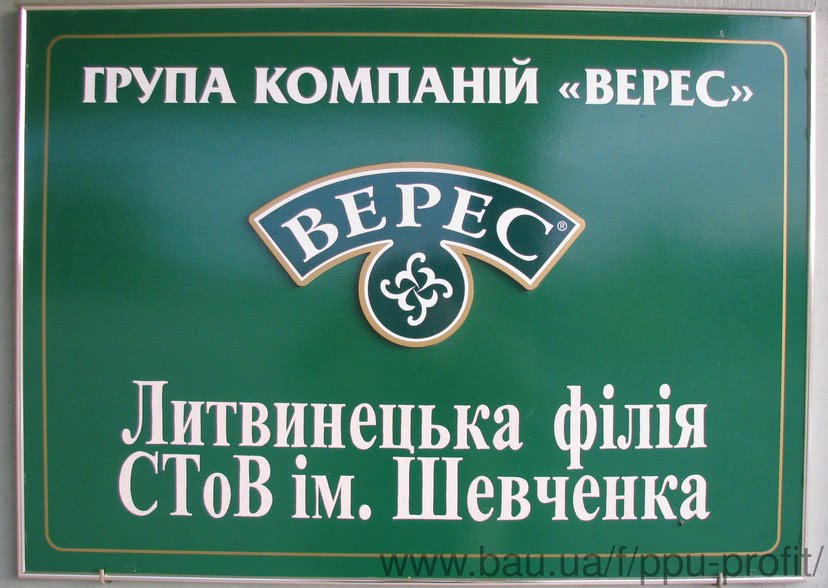 ГРУПА КОМПАНІЙ «ВЕРЕС»
ВЕРЕС®
Литвинецька філія
СТоВ ім. Шевченка
www.bau.ua/f/ppu-profit/